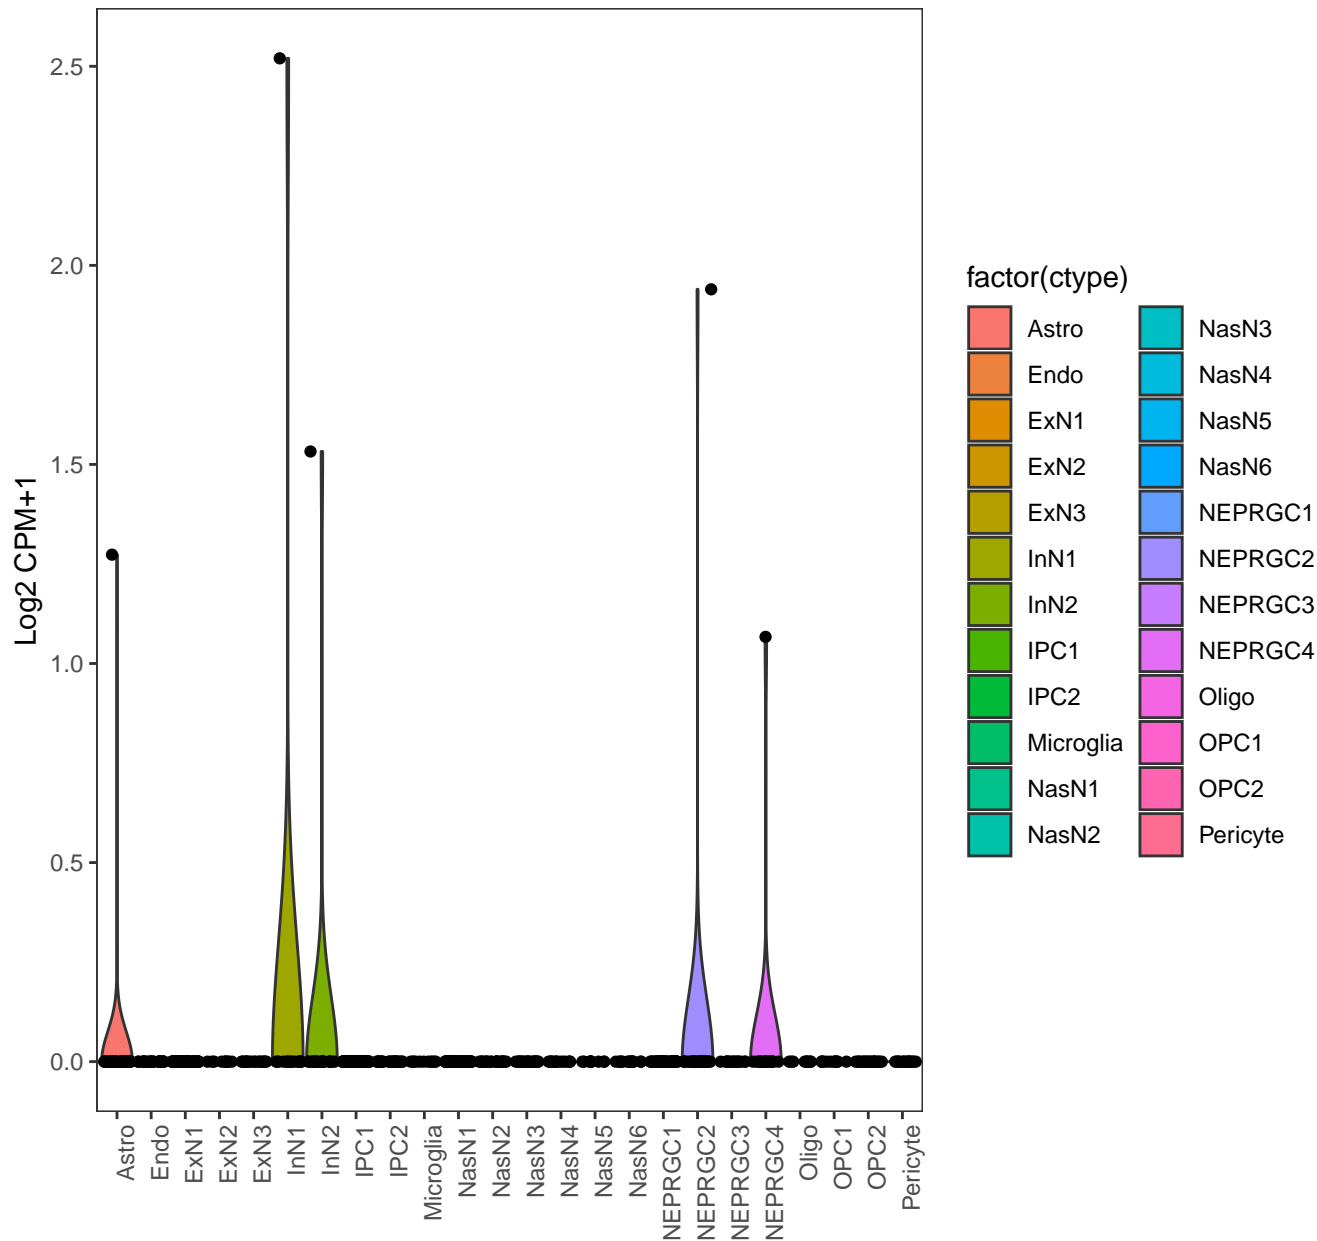 2.5
2.0
1.5
1.0
0.5
0.0
Log2 CPM+1
Astro
Endo
ExN1
ExN2
ExN3
InN1
InN2
IPC1
IPC2
Microglia
NasN1
NasN2
NasN3
NasN4
NasN5
NasN6
NEPRGC1
NEPRGC2
NEPRGC3
NEPRGC4
Oligo
OPC1
OPC2
Pericyte
factor(ctype)
Astro
Endo
ExN1
ExN2
ExN3
InN1
InN2
IPC1
IPC2
Microglia
NasN1
NasN2
NasN3
NasN4
NasN5
NasN6
NEPRGC1
NEPRGC2
NEPRGC3
NEPRGC4
Oligo
OPC1
OPC2
Pericyte